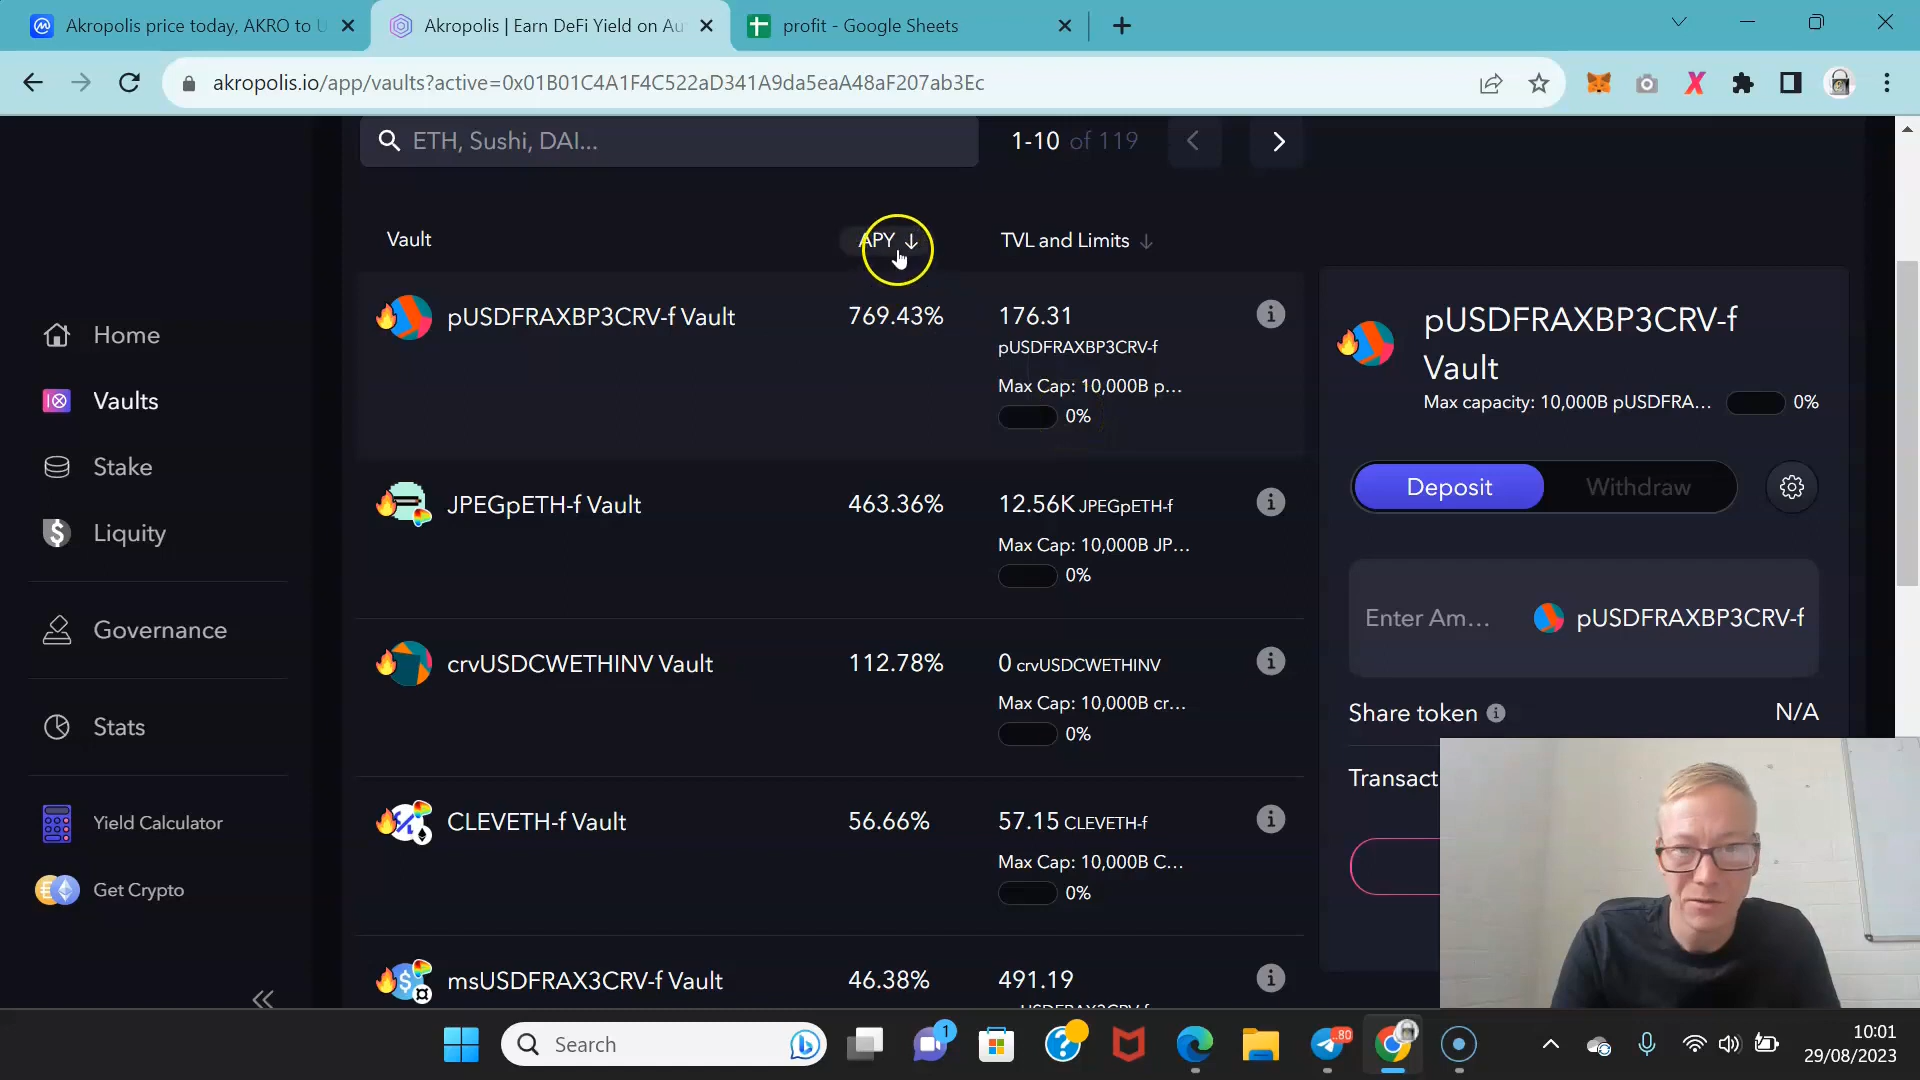 Akropolis price today, AKRO to U
Akropolis | Earn DeFi Yield on Au
profit - Google Sheets
akropolis.io/app/vaults?active=0x01B01C4A1F4C522aD341A9da5eaA48aF207ab3Ec
ETH, Sushi, DAI...
1-10 of 119
Vault
APY
TVL and Limits
Home
Vaults
Stake
Liquity
Governance
Stats
Yield Calculator
Get Crypto
pUSDFRAXBP3CRV-f Vault
769.43%
176.31
pUSDFRAXBP3CRV-f
Max Cap: 10,000B p...
0%
JPEGpETH-f Vault
463.36%
12.56K JPEGpETH-f
Max Cap: 10,000B JP...
0%
crvUSDCWETHINV Vault
112.78%
0 crvUSDCWETHINV
Max Cap: 10,000B cr...
0%
CLEVETH-f Vault
56.66%
57.15 CLEVETH-f
Max Cap: 10,000B C...
0%
msUSDFRAX3CRV-f Vault
46.38%
491.19
pUSDFRAXBP3CRV-f
Vault
Max capacity: 10,000B pUSDFRA...
0%
Deposit
Withdraw
Enter Am...
pUSDFRAXBP3CRV-f
Share token
N/A
Transact
Search
1
80
10:01
29/08/2023